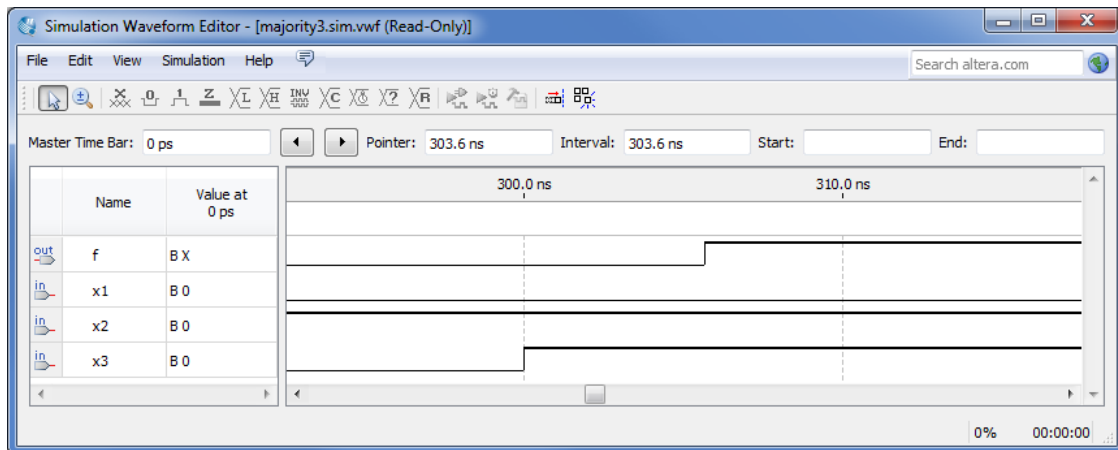 Simulation Waveform Editor - [majority3.sim.vwf (Read-Only)]
File Edit View Simulation Help
Search altera.com
Master Time Bar: 0 ps Pointer: 303.6 ns Interval: 303.6 ns Start: End:
Name Value at 0 ps 300.0 ns 310.0 ns
out f B X
in x1 B 0
in x2 B 0
in x3 B 0
0% 00:00:00